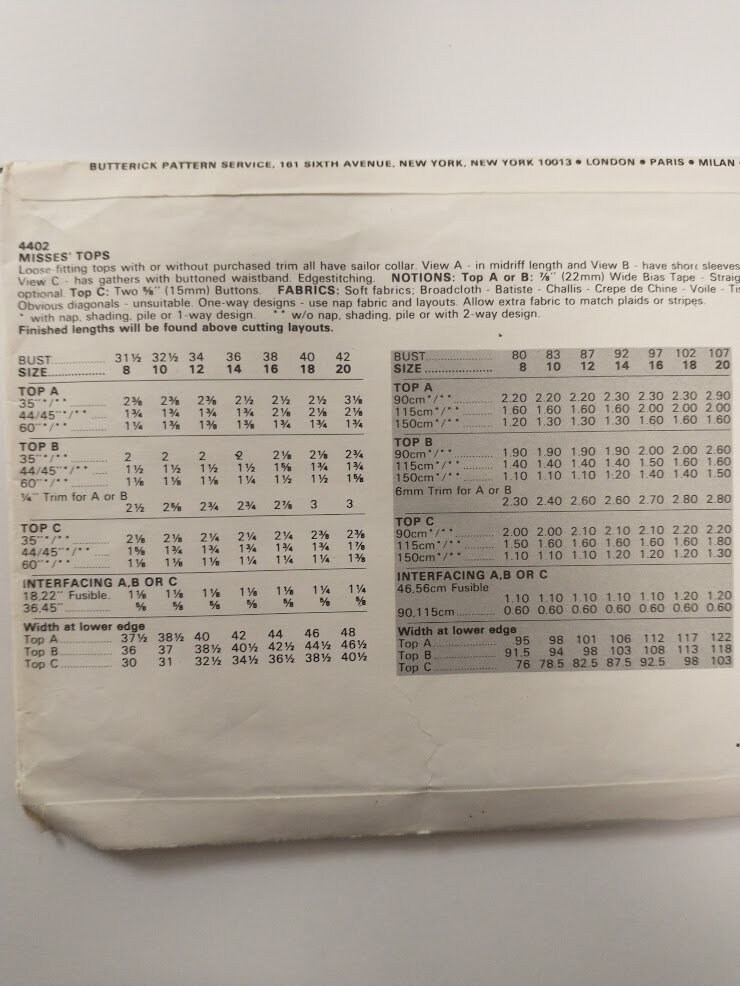 BUTTERICK PATTERN SERVICE, 161 SIXTH AVENUE, NEW YORK, NEW YORK 10013 • LONDON • PARIS • MILAN
4402
MISSES' TOPS
Loose-fitting tops with or without purchased trim all have sailor collar. View A - in midriff length and View B - have short sleeves
View C - has gathers with buttoned waistband. Edgestitching. NOTIONS: Top A or B: ⅞" (22mm) Wide Bias Tape - Straig
optional. Top C: Two ⅝" (15mm) Buttons. FABRICS: Soft fabrics; Broadcloth - Batiste - Challis - Crepe de Chine - Voile - Tis
Obvious diagonals - unsuitable. One-way designs - use nap fabric and layouts. Allow extra fabric to match plaids or stripes.
* with nap, shading, pile or 1-way design. ** w/o nap, shading, pile or with 2-way design.
Finished lengths will be found above cutting layouts.
BUST 31½ 32½ 34 36 38 40 42
SIZE 8 10 12 14 16 18 20
TOP A
35"*/** 2⅜ 2⅜ 2⅜ 2½ 2½ 2½ 3⅛
44/45"*/** 1¾ 1¾ 1¾ 1¾ 2⅛ 2⅛ 2⅛
60"*/** 1¼ 1⅜ 1⅜ 1⅜ 1¾ 1¾ 1¾
TOP B
35"*/** 2 2 2 2 2⅛ 2⅛ 2¾
44/45"*/** 1½ 1½ 1½ 1½ 1⅝ 1¾ 1¾
60"*/** 1⅛ 1⅛ 1⅛ 1¼ 1½ 1½ 1⅝
¼" Trim for A or B
2½ 2⅝ 2¾ 2¾ 2⅞ 3 3
TOP C
35"*/** 2⅛ 2⅛ 2¼ 2¼ 2¼ 2⅜ 2⅜
44/45"*/** 1⅝ 1¾ 1¾ 1¾ 1¾ 1¾ 1⅞
60"*/** 1⅛ 1⅛ 1⅛ 1¼ 1¼ 1¼ 1⅜
INTERFACING A,B OR C
18,22" Fusible. 1⅛ 1⅛ 1⅛ 1⅛ 1⅛ 1¼ 1¼
36,45" ⅝ ⅝ ⅝ ⅝ ⅝ ⅝ ⅝
Width at lower edge
Top A 37½ 38½ 40 42 44 46 48
Top B 36 37 38½ 40½ 42½ 44½ 46½
Top C 30 31 32½ 34½ 36½ 38½ 40½
BUST 80 83 87 92 97 102 107
SIZE 8 10 12 14 16 18 20
TOP A
90cm*/** 2.20 2.20 2.20 2.30 2.30 2.30 2.90
115cm*/** 1.60 1.60 1.60 1.60 2.00 2.00 2.00
150cm*/** 1.20 1.30 1.30 1.30 1.60 1.60 1.60
TOP B
90cm*/** 1.90 1.90 1.90 1.90 2.00 2.00 2.60
115cm*/** 1.40 1.40 1.40 1.40 1.50 1.60 1.60
150cm*/** 1.10 1.10 1.10 1.20 1.40 1.40 1.50
6mm Trim for A or B
2.30 2.40 2.60 2.60 2.70 2.80 2.80
TOP C
90cm*/** 2.00 2.00 2.10 2.10 2.10 2.20 2.20
115cm*/** 1.50 1.60 1.60 1.60 1.60 1.60 1.80
150cm*/** 1.10 1.10 1.10 1.20 1.20 1.20 1.30
INTERFACING A,B OR C
46,56cm Fusible
1.10 1.10 1.10 1.10 1.10 1.20 1.20
90,115cm 0.60 0.60 0.60 0.60 0.60 0.60 0.60
Width at lower edge
Top A 95 98 101 106 112 117 122
Top B 91.5 94 98 103 108 113 118
Top C 76 78.5 82.5 87.5 92.5 98 103